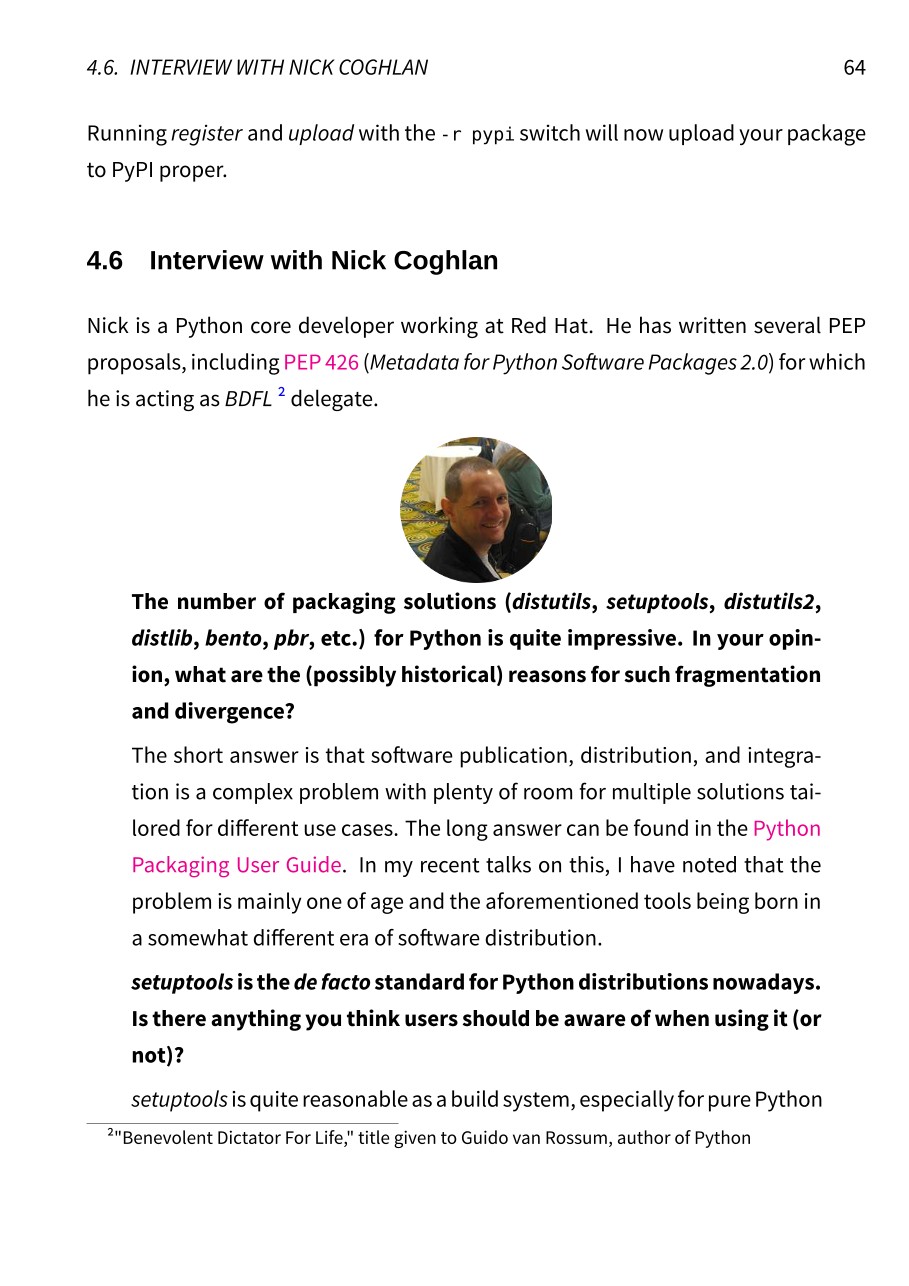 4.6. INTERVIEW WITH NICK COGHLAN 64
Running register and upload with the -r pypi switch will now upload your package
to PyPI proper.
4.6 Interview with Nick Coghlan
Nick is a Python core developer working at Red Hat. He has written several PEP
proposals, including PEP 426 (Metadata for Python Software Packages 2.0) for which
he is acting as BDFL ² delegate.
The number of packaging solutions (distutils, setuptools, distutils2,
distlib, bento, pbr, etc.) for Python is quite impressive. In your opin-
ion, what are the (possibly historical) reasons for such fragmentation
and divergence?
The short answer is that software publication, distribution, and integra-
tion is a complex problem with plenty of room for multiple solutions tai-
lored for different use cases. The long answer can be found in the Python
Packaging User Guide. In my recent talks on this, I have noted that the
problem is mainly one of age and the aforementioned tools being born in
a somewhat different era of software distribution.
setuptools is the de facto standard for Python distributions nowadays.
Is there anything you think users should be aware of when using it (or
not)?
setuptools is quite reasonable as a build system, especially for pure Python
²"Benevolent Dictator For Life," title given to Guido van Rossum, author of Python